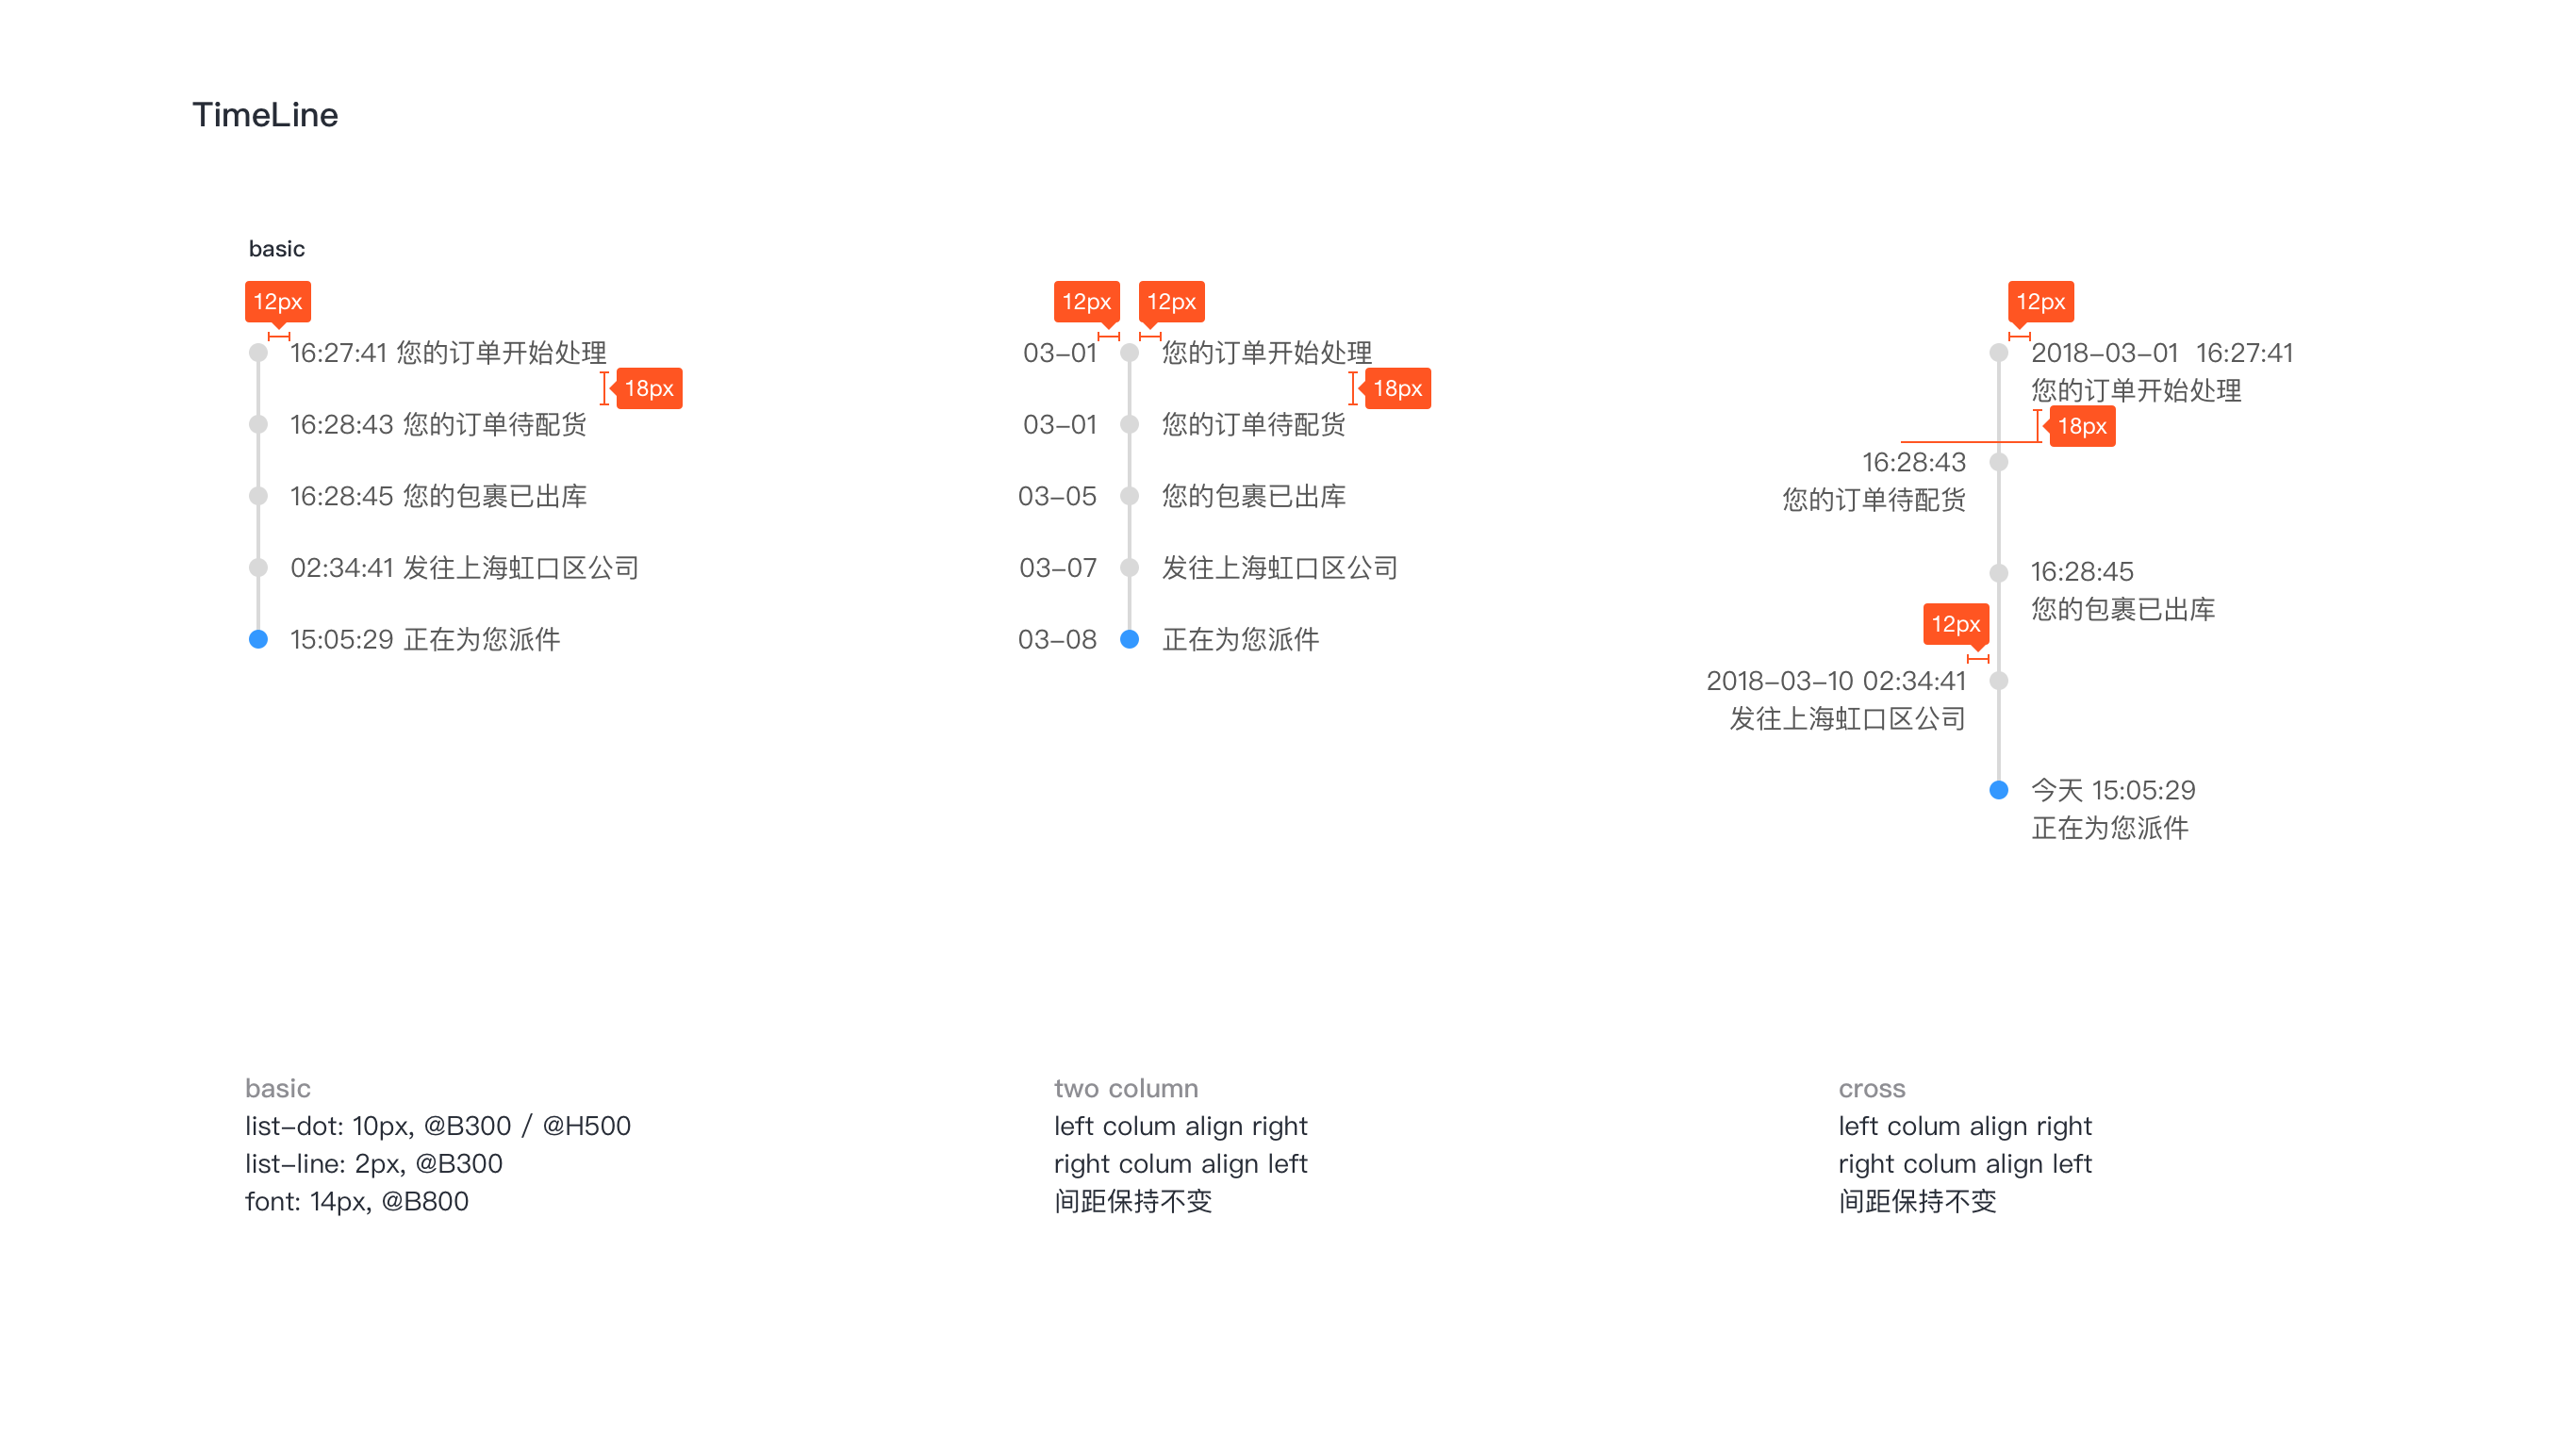 TimeLine
basic
12px
16:27:41 您的订单开始处理
18px
16:28:43 您的订单待配货
16:28:45 您的包裹已出库
02:34:41 发往上海虹口区公司
15:05:29 正在为您派件
12px 12px
03-01 您的订单开始处理
18px
03-01 您的订单待配货
03-05 您的包裹已出库
03-07 发往上海虹口区公司
03-08 正在为您派件
12px
2018-03-01 16:27:41
您的订单开始处理
18px
16:28:43
您的订单待配货
16:28:45
您的包裹已出库
12px
2018-03-10 02:34:41
发往上海虹口区公司
今天 15:05:29
正在为您派件
basic
list-dot: 10px, @B300 / @H500
list-line: 2px, @B300
font: 14px, @B800
two column
left colum align right
right colum align left
间距保持不变
cross
left colum align right
right colum align left
间距保持不变